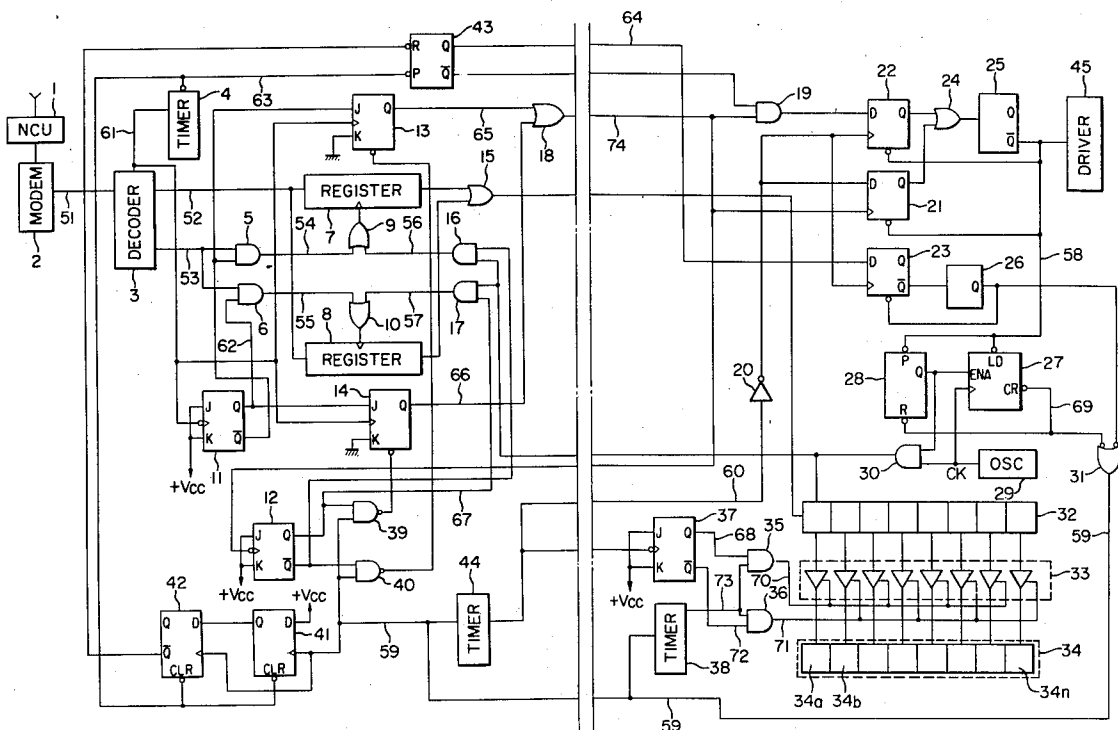 1
NCU
MODEM
2
51
DECODER
3
61
TIMER
4
63
52
53
5
6
54
55
REGISTER
7
9
56
16
8
REGISTER
10
57
17
62
J
K
Q
Q̅
11
+Vcc
R
P
Q
Q̅
43
J
K
Q
13
65
18
15
14
J
K
Q
66
12
J
K
Q
Q̅
+Vcc
67
39
40
42
Q
D
Q̅
CLR
+Vcc
Q
D
41
CLR
59
TIMER
44
64
74
19
20
60
22
D
Q
24
25
Q
Q̅
45
DRIVER
D
Q
21
58
D
23
Q
Q̅
26
Q
28
P
Q
R
LD
ENA
CR
27
69
30
CK
OSC
29
31
59
32
33
34
34a
34b
34n
37
J
K
Q
Q̅
+Vcc
68
35
70
73
36
72
71
TIMER
38
59